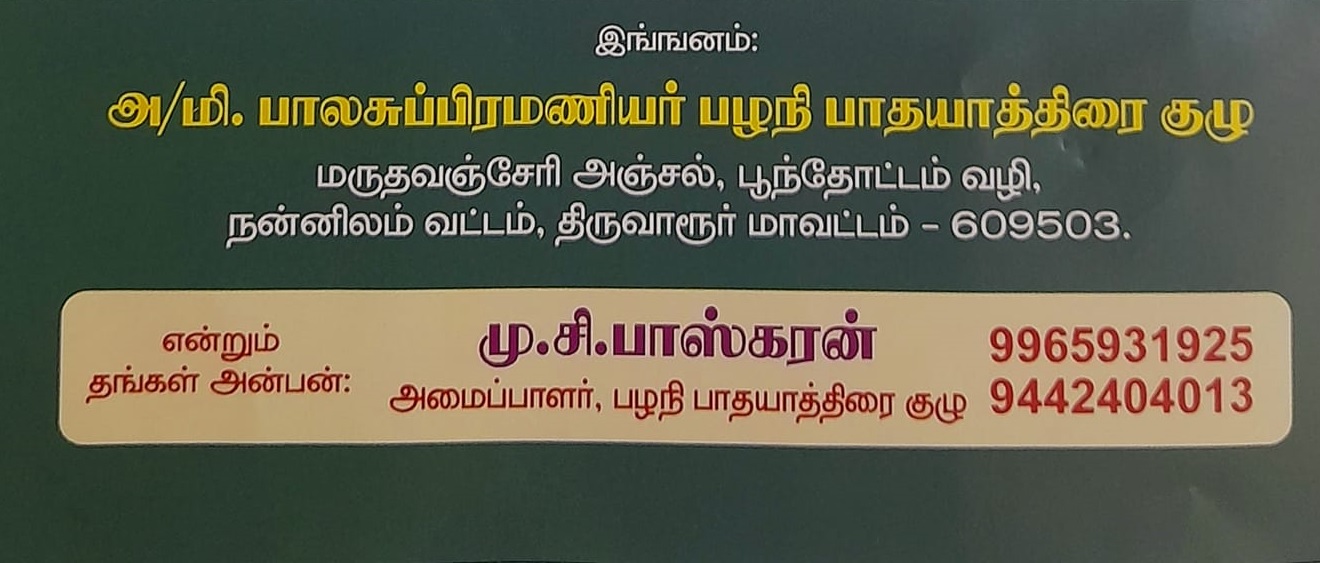 இங்ஙனம்:
அ/மி. பாலசுப்பிரமணியர் பழநி பாதயாத்திரை குழு
மருதவஞ்சேரி அஞ்சல், பூந்தோட்டம் வழி,
நன்னிலம் வட்டம், திருவாரூர் மாவட்டம் - 609503.
என்றும்
தங்கள் அன்பன்:
மு.சி.பாஸ்கரன்
அமைப்பாளர், பழநி பாதயாத்திரை குழு
9965931925
9442404013